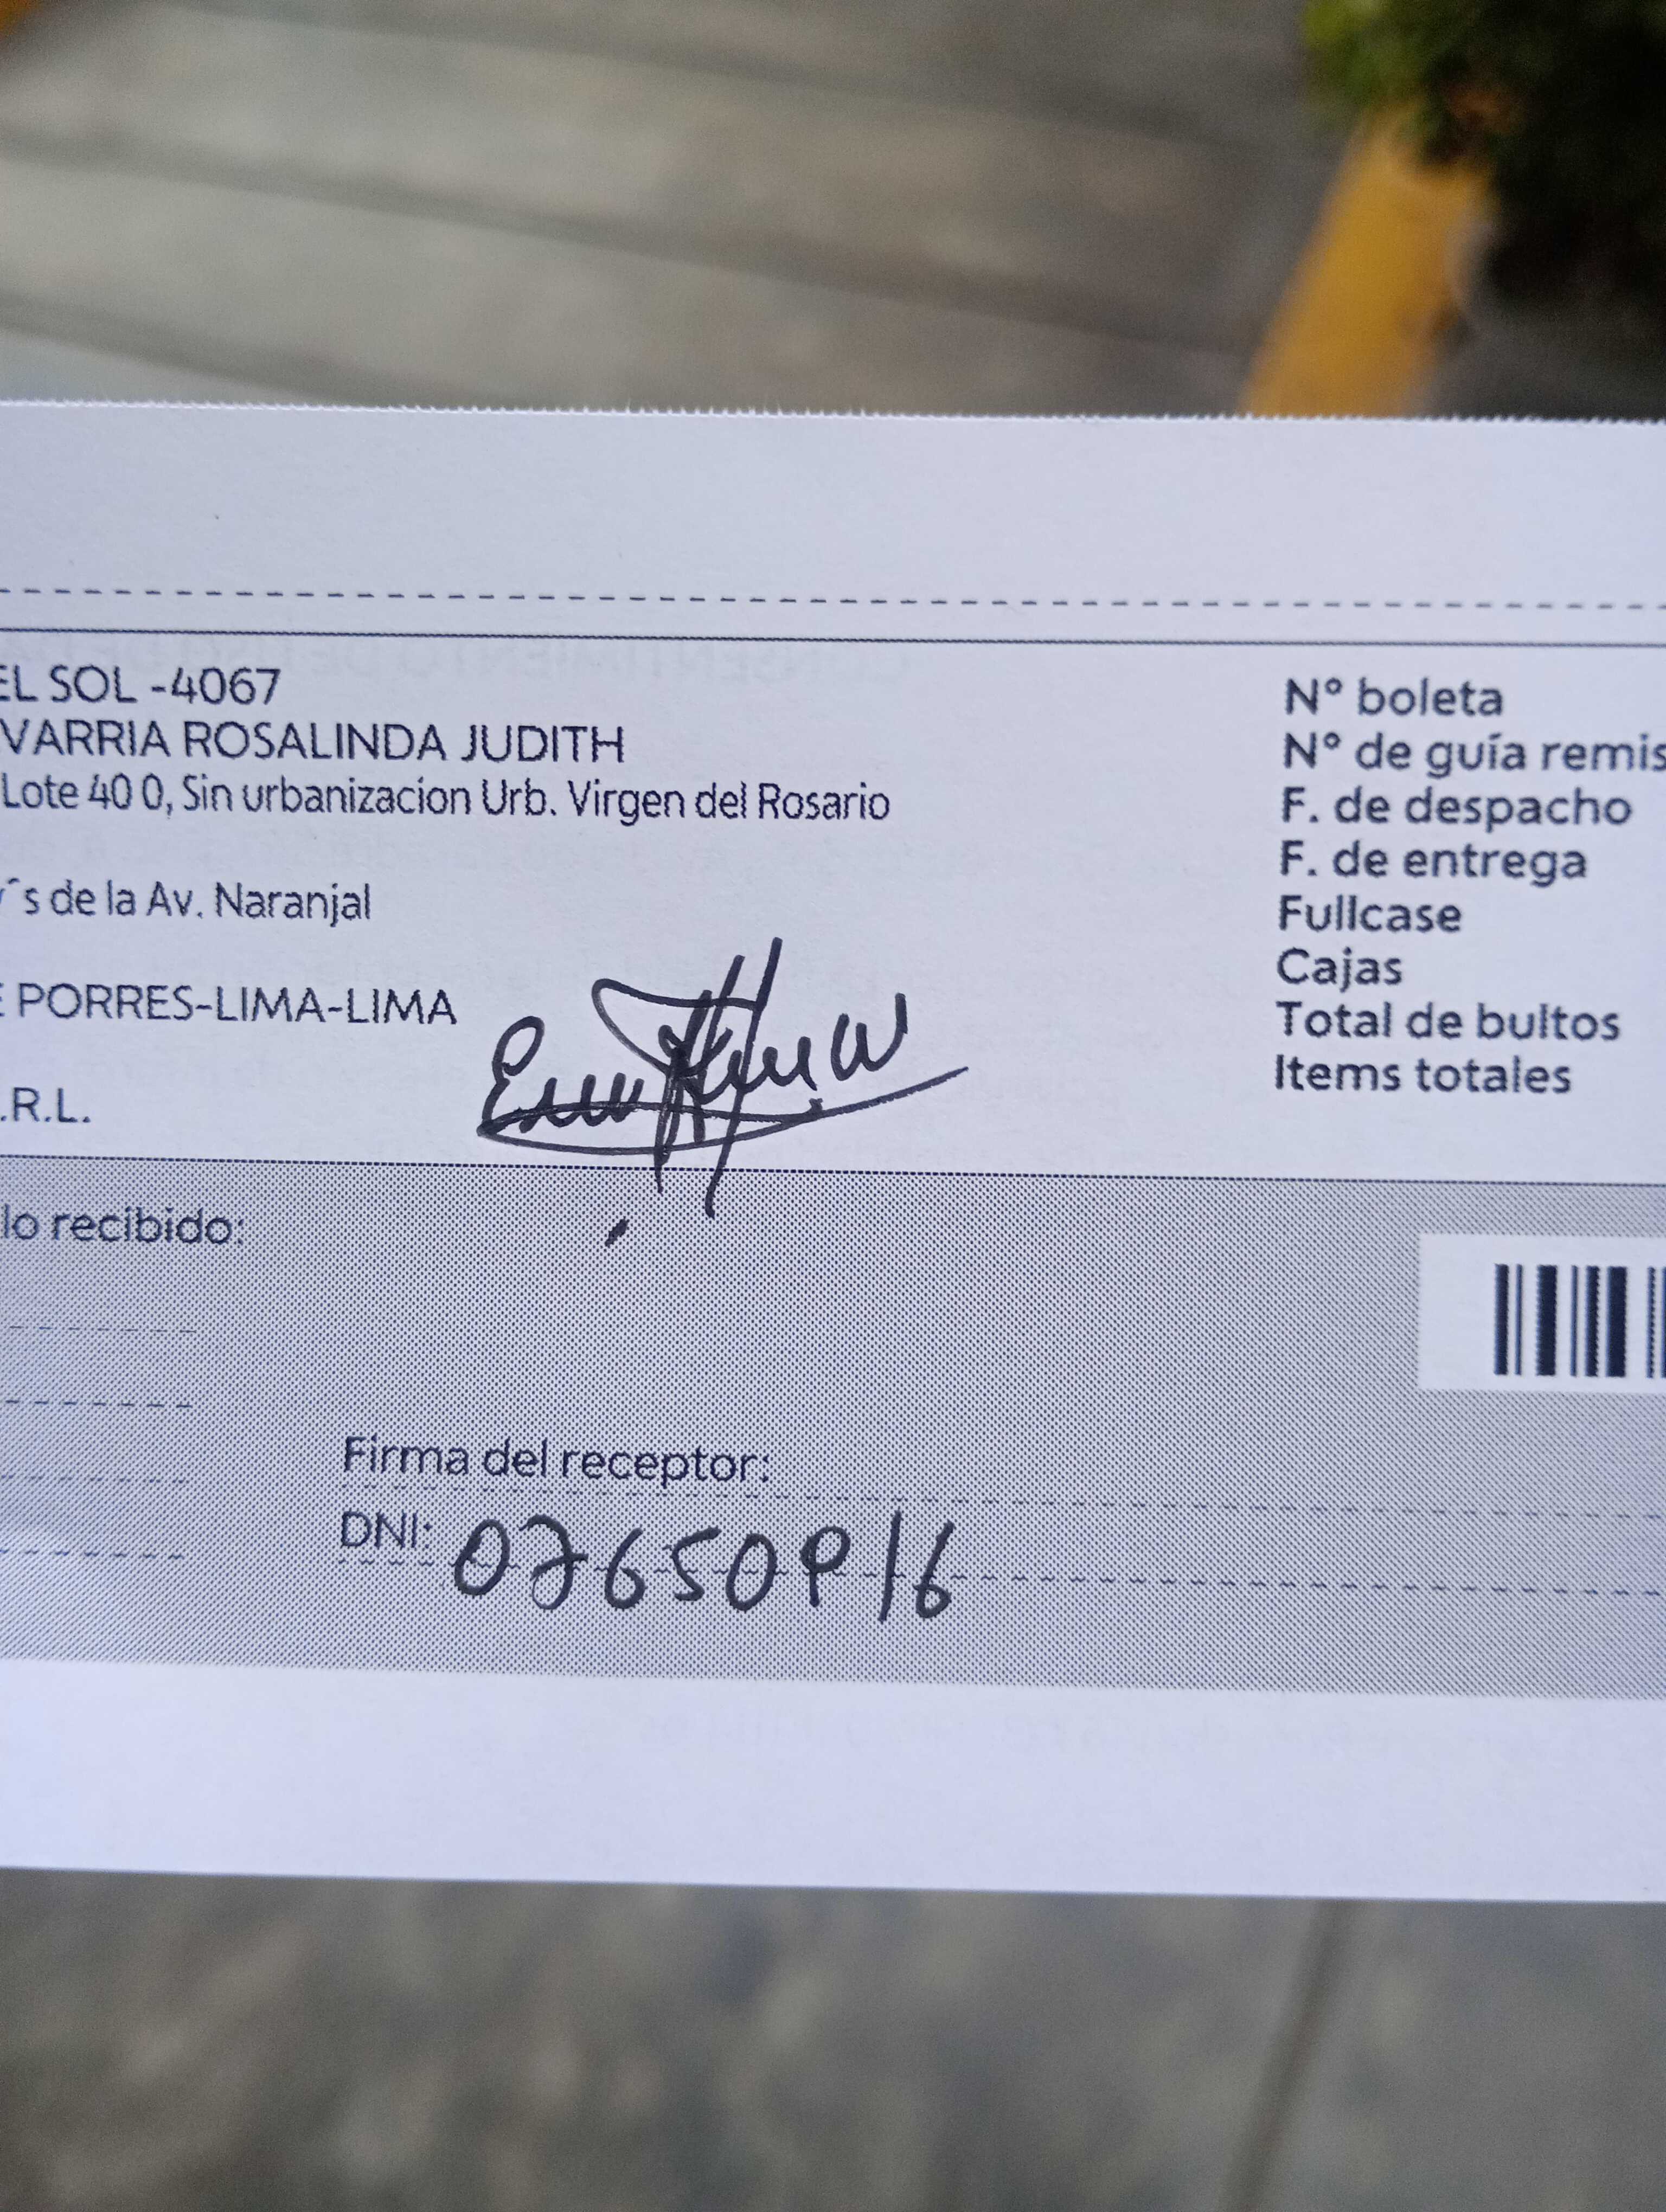 EL SOL -4067
VARRIA ROSALINDA JUDITH
Lote 40 0, Sin urbanizacion Urb. Virgen del Rosario
´s de la Av. Naranjal
E PORRES-LIMA-LIMA
.R.L.
Nº boleta
Nº de guía remis
F. de despacho
F. de entrega
Fullcase
Cajas
Total de bultos
Items totales
lo recibido:
Firma del receptor:
DNI: 07650916